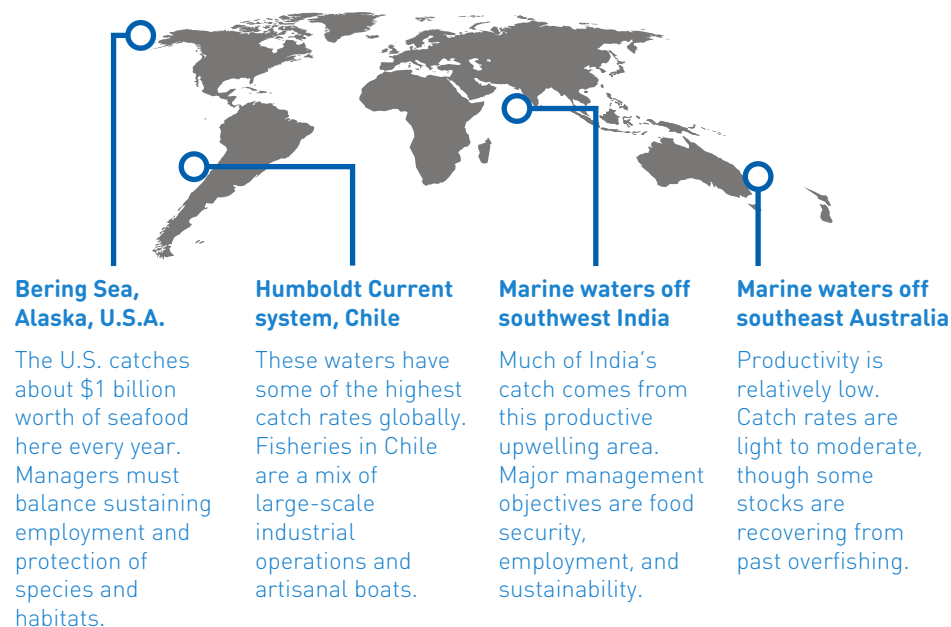 Bering Sea,
Alaska, U.S.A.
The U.S. catches
about $1 billion
worth of seafood
here every year.
Managers must
balance sustaining
employment and
protection of
species and
habitats.
Humboldt Current
system, Chile
These waters have
some of the highest
catch rates globally.
Fisheries in Chile
are a mix of
large-scale
industrial
operations and
artisanal boats.
Marine waters off
southwest India
Much of India's
catch comes from
this productive
upwelling area.
Major management
objectives are food
security,
employment, and
sustainability.
Marine waters off
southeast Australia
Productivity is
relatively low.
Catch rates are
light to moderate,
though some
stocks are
recovering from
past overfishing.